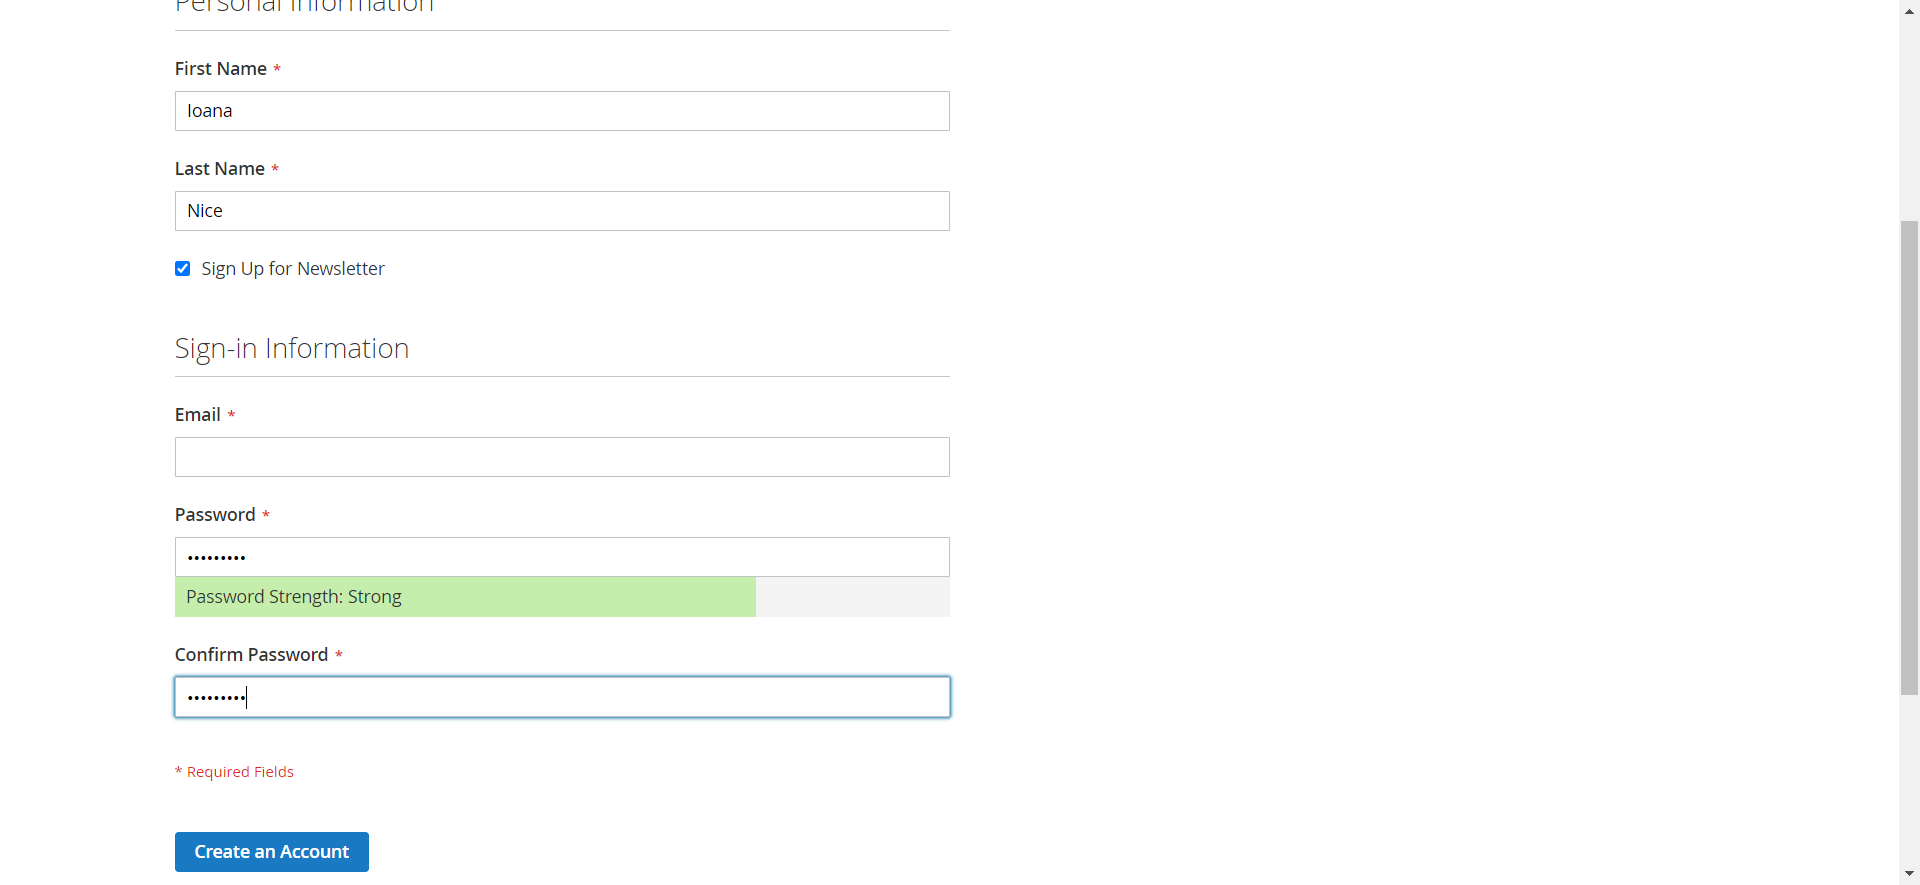 Personal Information
First Name *
Ioana
Last Name *
Nice
Sign Up for Newsletter
Sign-in Information
Email *
Password *
•••••••••
Password Strength: Strong
Confirm Password *
•••••••••
* Required Fields
Create an Account